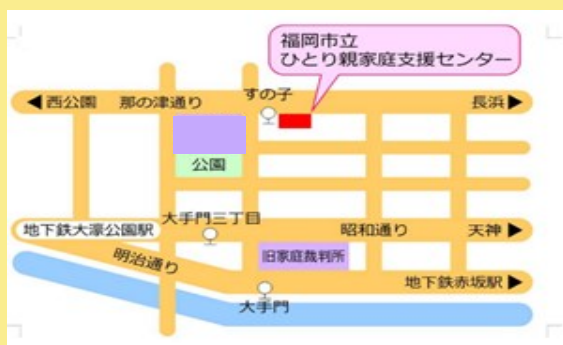 福岡市立
ひとり親家庭支援センター
◀西公園 那の津通り すの子 長浜▶
公園
大手門三丁目
地下鉄大濠公園駅 昭和通り 天神▶
明治通り 旧家庭裁判所
地下鉄赤坂駅▶
大手門